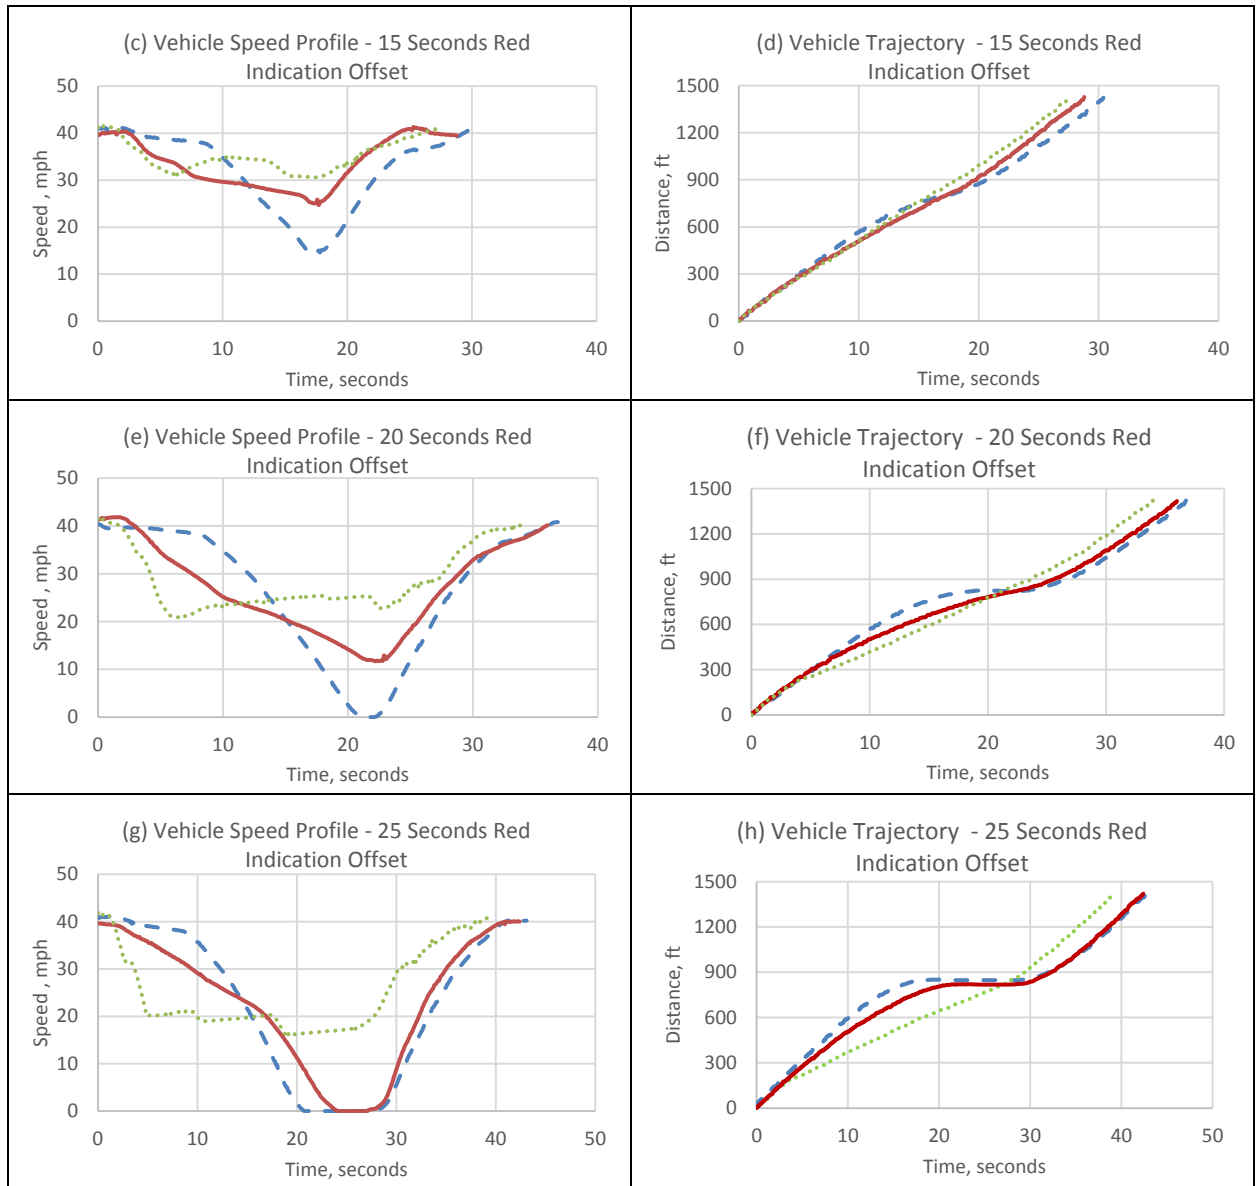 (c) Vehicle Speed Profile - 15 Seconds Red
Indication Offset
50
40
30
20
10
0
Speed , mph
0 10 20 30 40
Time, seconds
(d) Vehicle Trajectory - 15 Seconds Red
Indication Offset
1500
1200
900
600
300
0
Distance, ft
0 10 20 30 40
Time, seconds
(e) Vehicle Speed Profile - 20 Seconds Red
Indication Offset
50
40
30
20
10
0
Speed , mph
0 10 20 30 40
Time, seconds
(f) Vehicle Trajectory - 20 Seconds Red
Indication Offset
1500
1200
900
600
300
0
Distance, ft
0 10 20 30 40
Time, seconds
(g) Vehicle Speed Profile - 25 Seconds Red
Indication Offset
50
40
30
20
10
0
Speed , mph
0 10 20 30 40 50
Time, seconds
(h) Vehicle Trajectory - 25 Seconds Red
Indication Offset
1500
1200
900
600
300
0
Distance, ft
0 10 20 30 40 50
Time, seconds